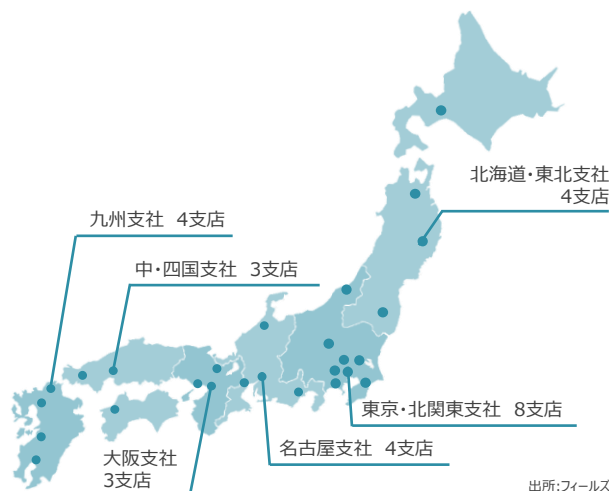 北海道・東北支社
4支店
九州支社 4支店
中・四国支社 3支店
東京・北関東支社 8支店
名古屋支社 4支店
大阪支社
3支店
出所:フィールズ